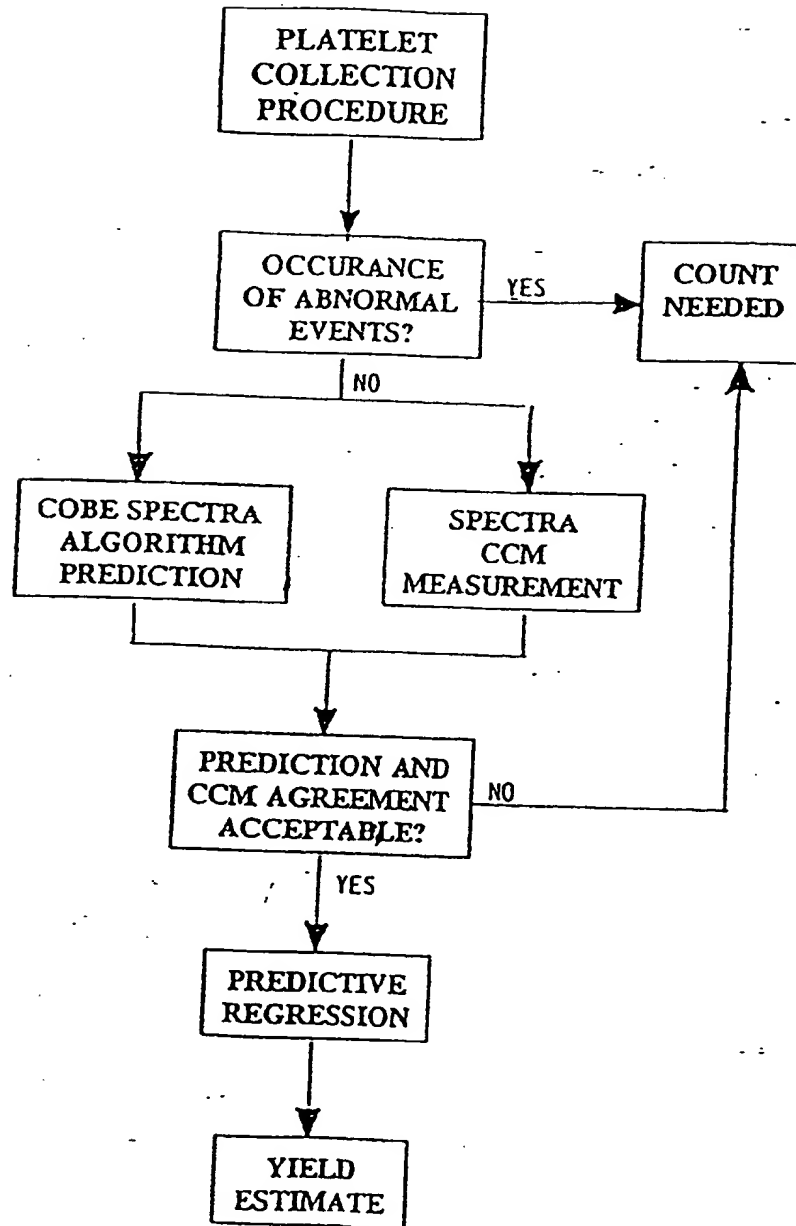 PLATELET
COLLECTION
PROCEDURE
OCCURANCE
OF ABNORMAL
EVENTS?
YES
COUNT
NEEDED
NO
COBE SPECTRA
ALGORITHM
PREDICTION
SPECTRA
CCM
MEASUREMENT
PREDICTION AND
CCM AGREEMENT
ACCEPTABLE?
NO
YES
PREDICTIVE
REGRESSION
YIELD
ESTIMATE